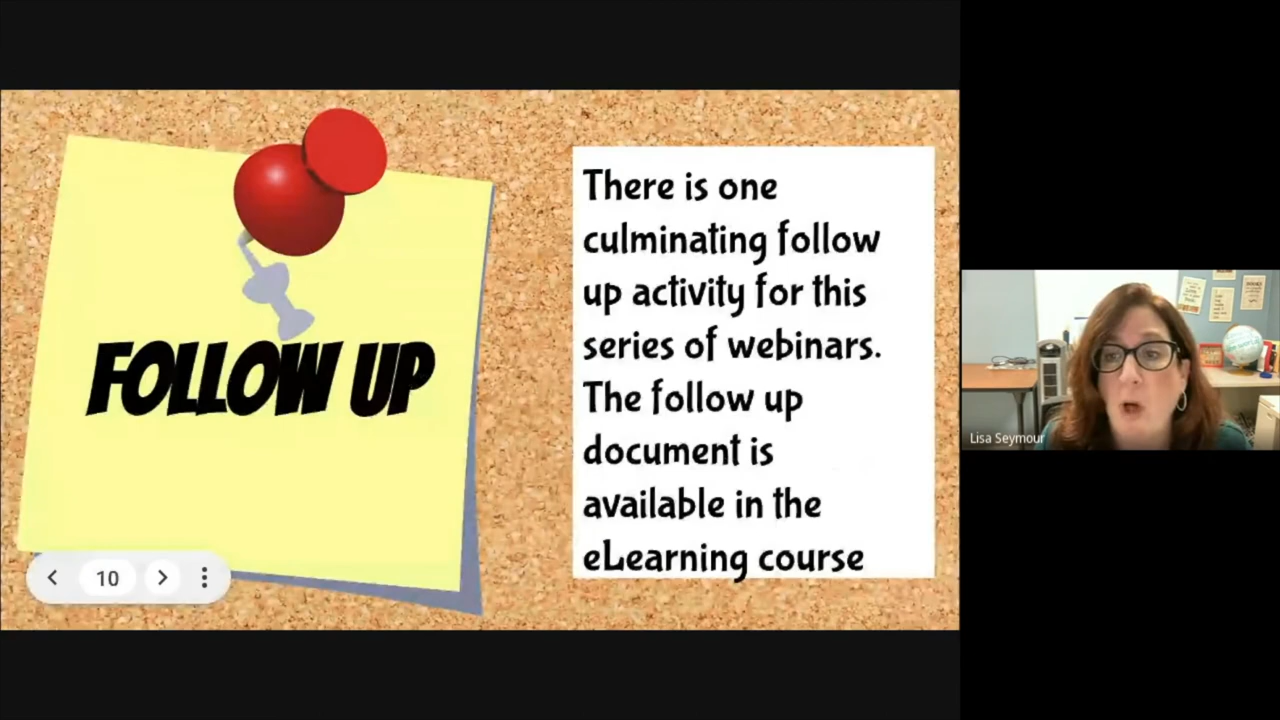 FOLLOW UP
There is one
culminating follow
up activity for this
series of webinars.
The follow up
document is
available in the
eLearning course
10
Lisa Seymour